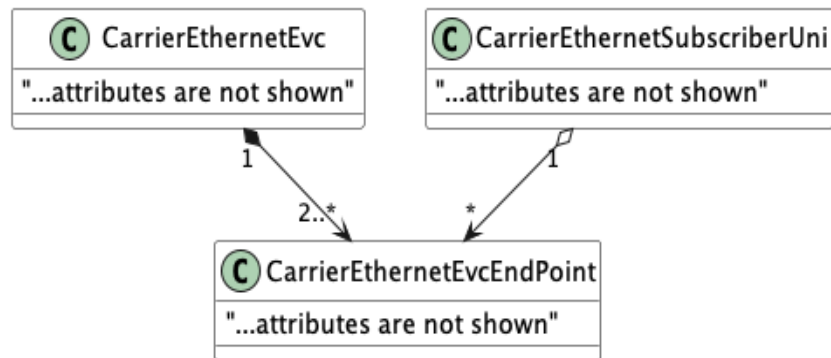 C CarrierEthernetEvc
"...attributes are not shown"
C CarrierEthernetSubscriberUni
"...attributes are not shown"
1
1
2..*
*
C CarrierEthernetEvcEndPoint
"...attributes are not shown"